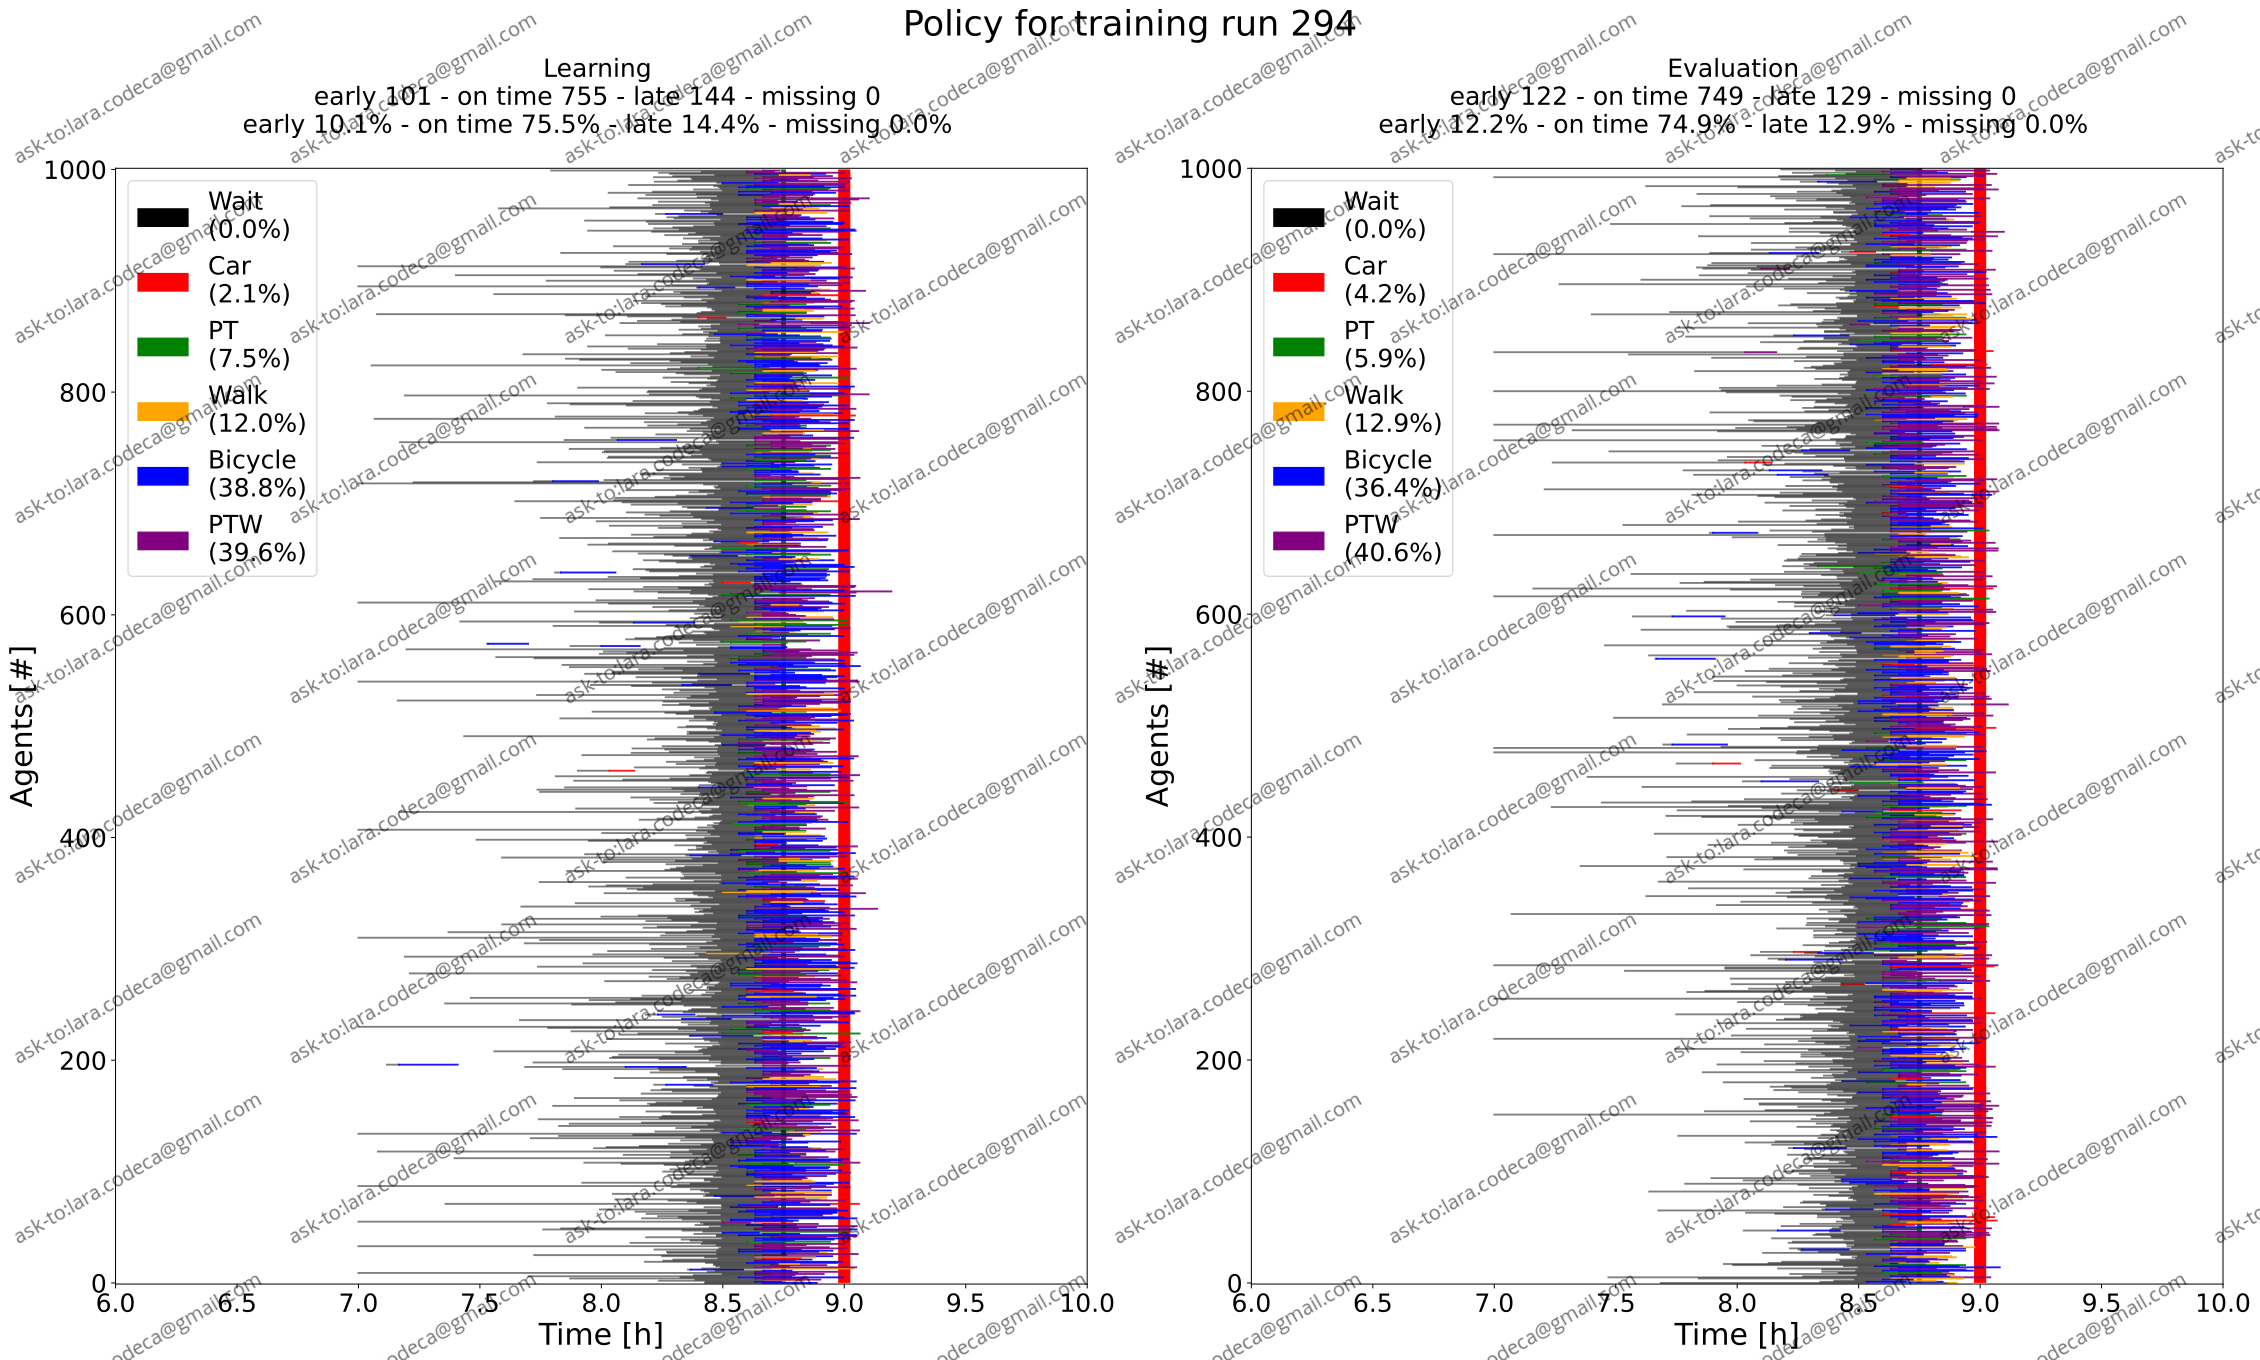 Policy for training run 294
Learning
early 101 - on time 755 - late 144 - missing 0
early 10.1% - on time 75.5% - late 14.4% - missing 0.0%
1000
800
600
400
200
0
Agents [#]
Wait
(0.0%)
Car
(2.1%)
PT
(7.5%)
Walk
(12.0%)
Bicycle
(38.8%)
PTW
(39.6%)
6.0 6.5 7.0 7.5 8.0 8.5 9.0 9.5 10.0
Time [h]
Evaluation
early 122 - on time 749 - late 129 - missing 0
early 12.2% - on time 74.9% - late 12.9% - missing 0.0%
1000
800
600
400
200
0
Agents [#]
Wait
(0.0%)
Car
(4.2%)
PT
(5.9%)
Walk
(12.9%)
Bicycle
(36.4%)
PTW
(40.6%)
6.0 6.5 7.0 7.5 8.0 8.5 9.0 9.5 10.0
Time [h]
ask-to:lara.codeca@gmail.com